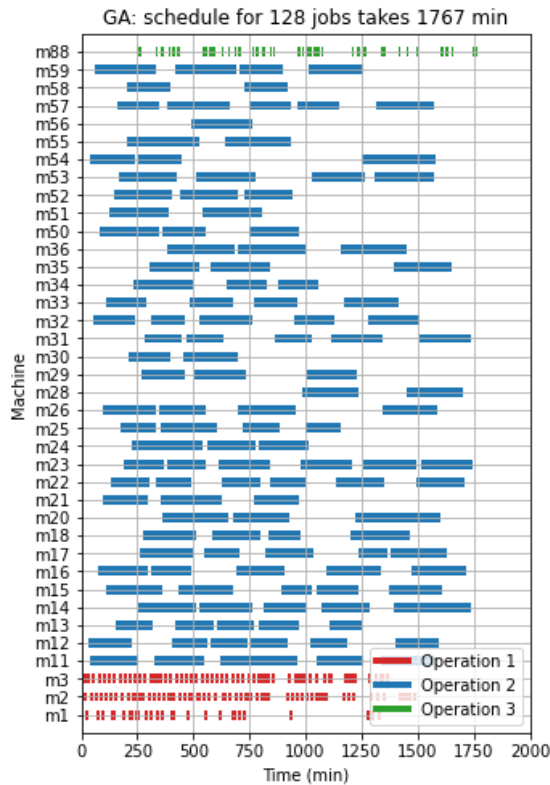 GA: schedule for 128 jobs takes 1767 min
m88
m59
m58
m57
m56
m55
m54
m53
m52
m51
m50
m36
m35
m34
m33
m32
m31
m30
m29
m28
m26
m25
m24
m23
m22
m21
m20
m18
m17
m16
m15
m14
m13
m12
m11
m3
m2
m1
Machine
Operation 1
Operation 2
Operation 3
0 250 500 750 1000 1250 1500 1750 2000
Time (min)